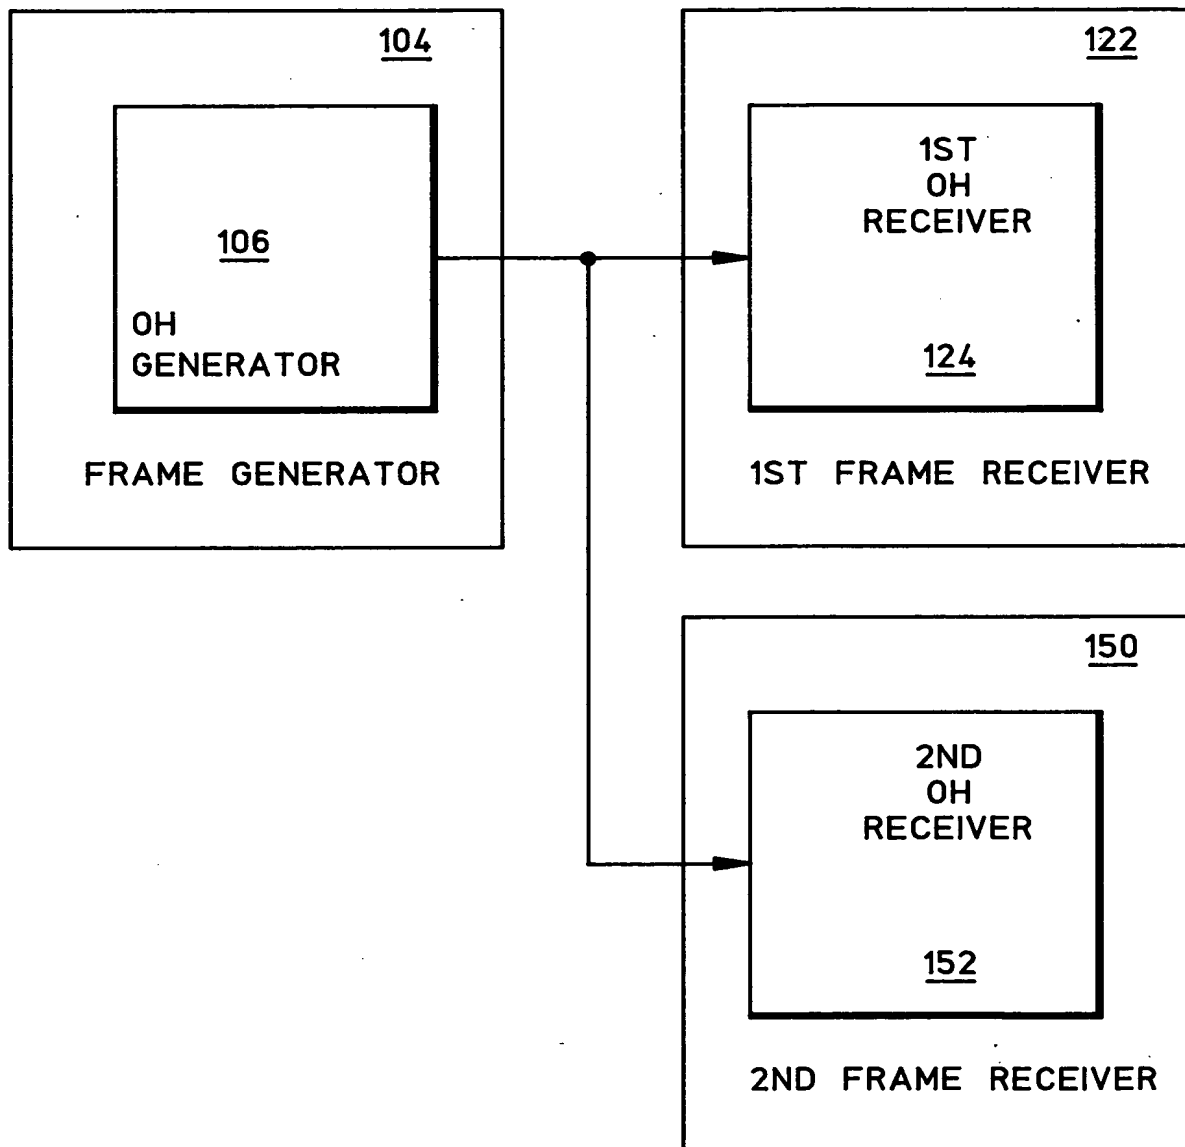 104
106
OH
GENERATOR
FRAME GENERATOR
122
1ST
OH
RECEIVER
124
1ST FRAME RECEIVER
150
2ND
OH
RECEIVER
152
2ND FRAME RECEIVER